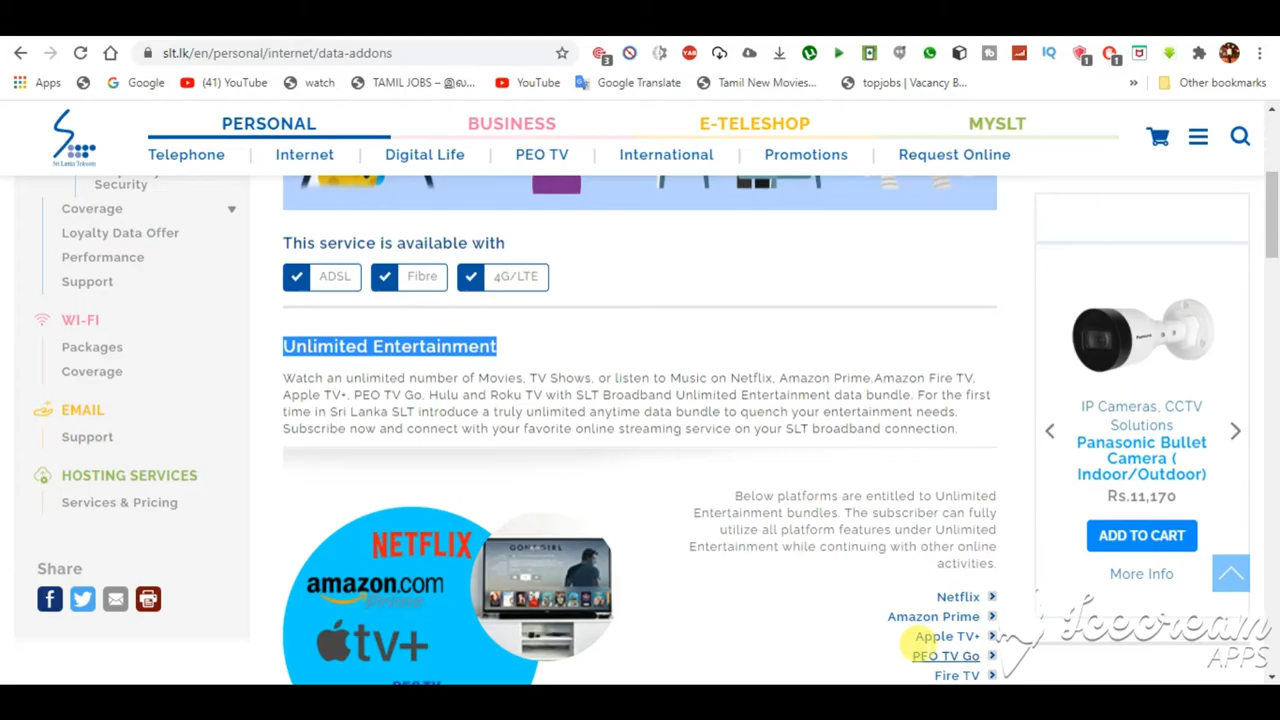 slt.lk/en/personal/internet/data-addons
Apps
Google
(41) YouTube
watch
TAMIL JOBS – @ஸ...
YouTube
Google Translate
Tamil New Movies...
topjobs | Vacancy B...
»
Other bookmarks
Sri Lanka Telecom
PERSONAL
BUSINESS
E-TELESHOP
MYSLT
Telephone | Internet | Digital Life | PEO TV | International | Promotions | Request Online
Security
Coverage
Loyalty Data Offer
Performance
Support
WI-FI
Packages
Coverage
EMAIL
Support
HOSTING SERVICES
Services & Pricing
Share
This service is available with
ADSL
Fibre
4G/LTE
Unlimited Entertainment
Watch an unlimited number of Movies, TV Shows, or listen to Music on Netflix, Amazon Prime,Amazon Fire TV,
Apple TV+, PEO TV Go, Hulu and Roku TV with SLT Broadband Unlimited Entertainment data bundle. For the first
time in Sri Lanka SLT introduce a truly unlimited anytime data bundle to quench your entertainment needs.
Subscribe now and connect with your favorite online streaming service on your SLT broadband connection.
NETFLIX
amazon.com
Prime
tv+
PEO TV
GONE GIRL
Below platforms are entitled to Unlimited
Entertainment bundles. The subscriber can fully
utilize all platform features under Unlimited
Entertainment while continuing with other online
activities.
Netflix
Amazon Prime
Apple TV+
PEO TV Go
Fire TV
IP Cameras, CCTV
Solutions
Panasonic Bullet
Camera (
Indoor/Outdoor)
Rs.11,170
ADD TO CART
More Info
Icecream
APPS